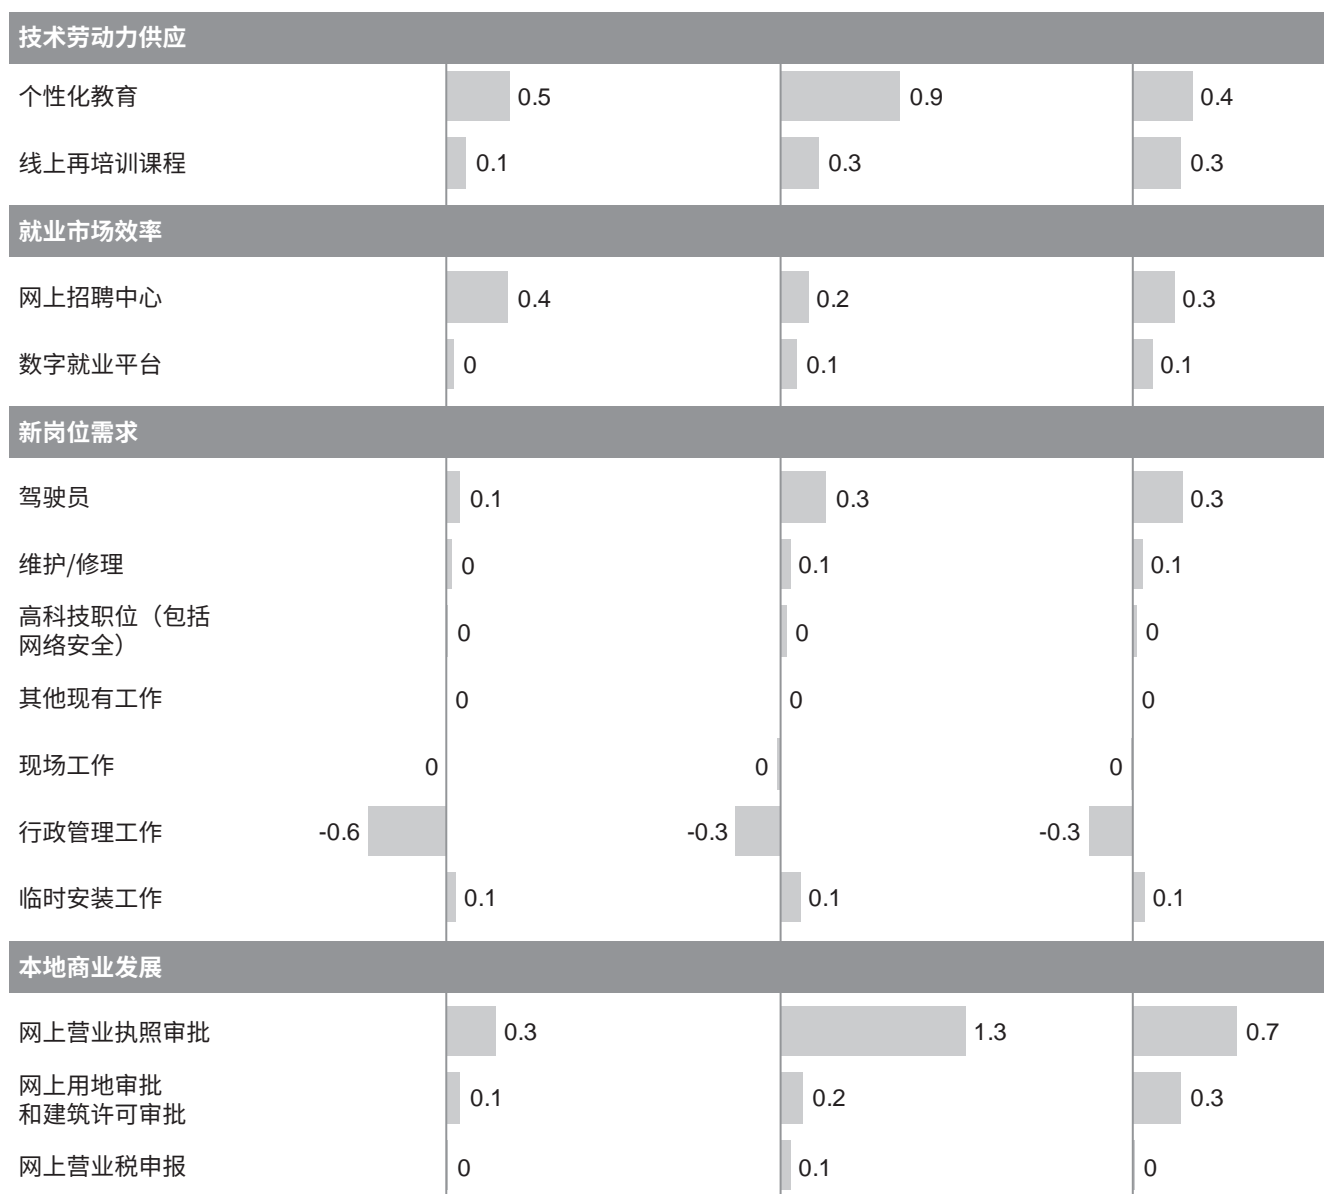 技术劳动力供应
个性化教育 0.5 0.9 0.4
线上再培训课程 0.1 0.3 0.3
就业市场效率
网上招聘中心 0.4 0.2 0.3
数字就业平台 0 0.1 0.1
新岗位需求
驾驶员 0.1 0.3 0.3
维护/修理 0 0.1 0.1
高科技职位（包括
网络安全） 0 0 0
其他现有工作 0 0 0
现场工作 0 0 0
行政管理工作 -0.6 -0.3 -0.3
临时安装工作 0.1 0.1 0.1
本地商业发展
网上营业执照审批 0.3 1.3 0.7
网上用地审批
和建筑许可审批 0.1 0.2 0.3
网上营业税申报 0 0.1 0